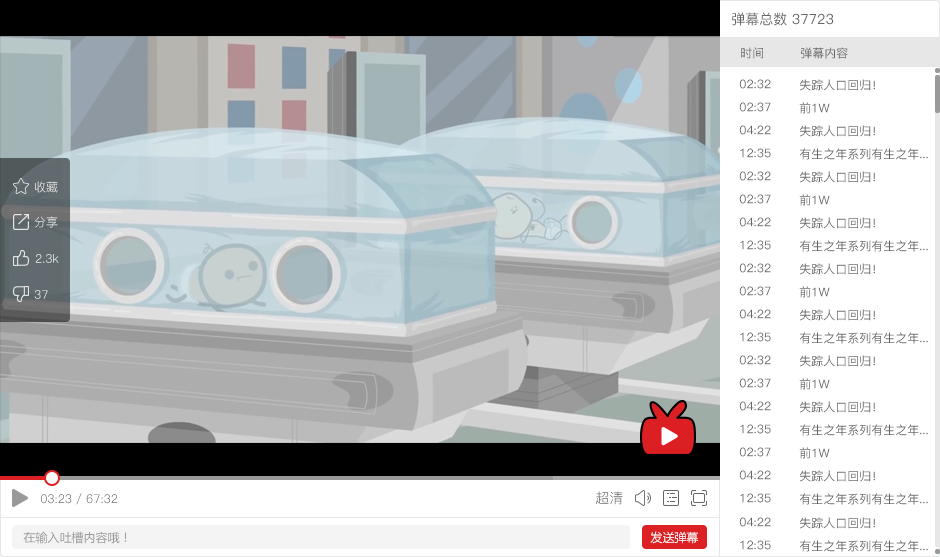 弹幕总数 37723
时间 弹幕内容
02:32 失踪人口回归!
02:37 前1W
04:22 失踪人口回归!
12:35 有生之年系列有生之年...
02:32 失踪人口回归!
02:37 前1W
04:22 失踪人口回归!
12:35 有生之年系列有生之年...
02:32 失踪人口回归!
02:37 前1W
04:22 失踪人口回归!
12:35 有生之年系列有生之年...
02:32 失踪人口回归!
02:37 前1W
04:22 失踪人口回归!
12:35 有生之年系列有生之年...
02:37 前1W
04:22 失踪人口回归!
12:35 有生之年系列有生之年...
04:22 失踪人口回归!
12:35 有生之年系列有生之年...
收藏
分享
2.3k
37
03:23 / 67:32
超清
在输入吐槽内容哦！
发送弹幕